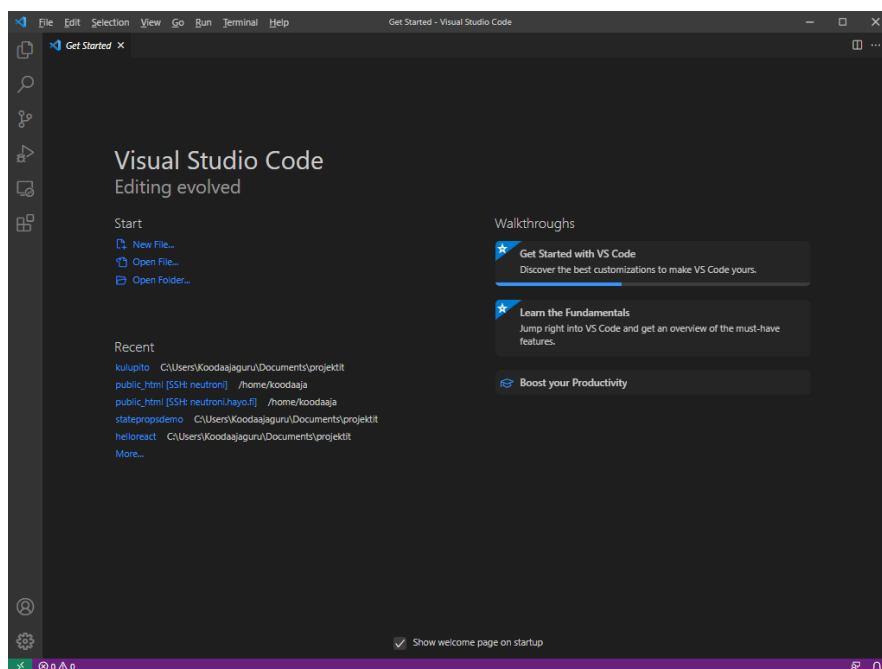 File Edit Selection View Go Run Terminal Help Get Started - Visual Studio Code
Get Started
Visual Studio Code
Editing evolved
Start
New File...
Open File...
Open Folder...
Recent
kulupito C:\Users\Koodaajaguru\Documents\projektit
public_html [SSH: neutroni] /home/koodaaja
public_html [SSH: neutroni.hayo.fi] /home/koodaaja
statepropsdemo C:\Users\Koodaajaguru\Documents\projektit
helloreact C:\Users\Koodaajaguru\Documents\projektit
More...
Walkthroughs
Get Started with VS Code
Discover the best customizations to make VS Code yours.
Learn the Fundamentals
Jump right into VS Code and get an overview of the must-have
features.
Boost your Productivity
Show welcome page on startup
0 0